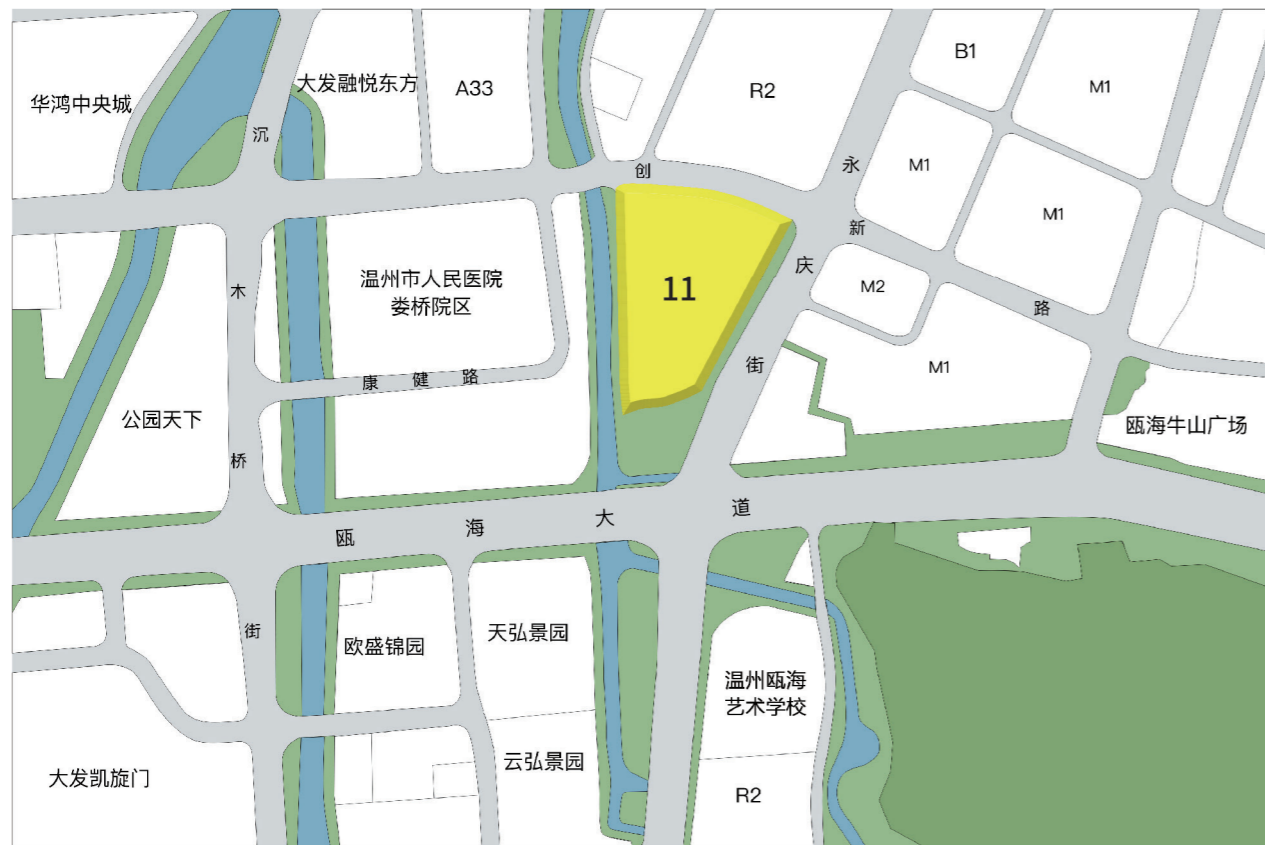 华鸿中央城
大发融悦东方
A33
R2
B1
M1
沉
木
桥
街
创
新
路
永
庆
街
M1
M1
11
M2
M1
温州市人民医院
娄桥院区
康健路
公园天下
瓯海牛山广场
瓯海大道
欧盛锦园
天弘景园
温州瓯海
艺术学校
云弘景园
大发凯旋门
R2